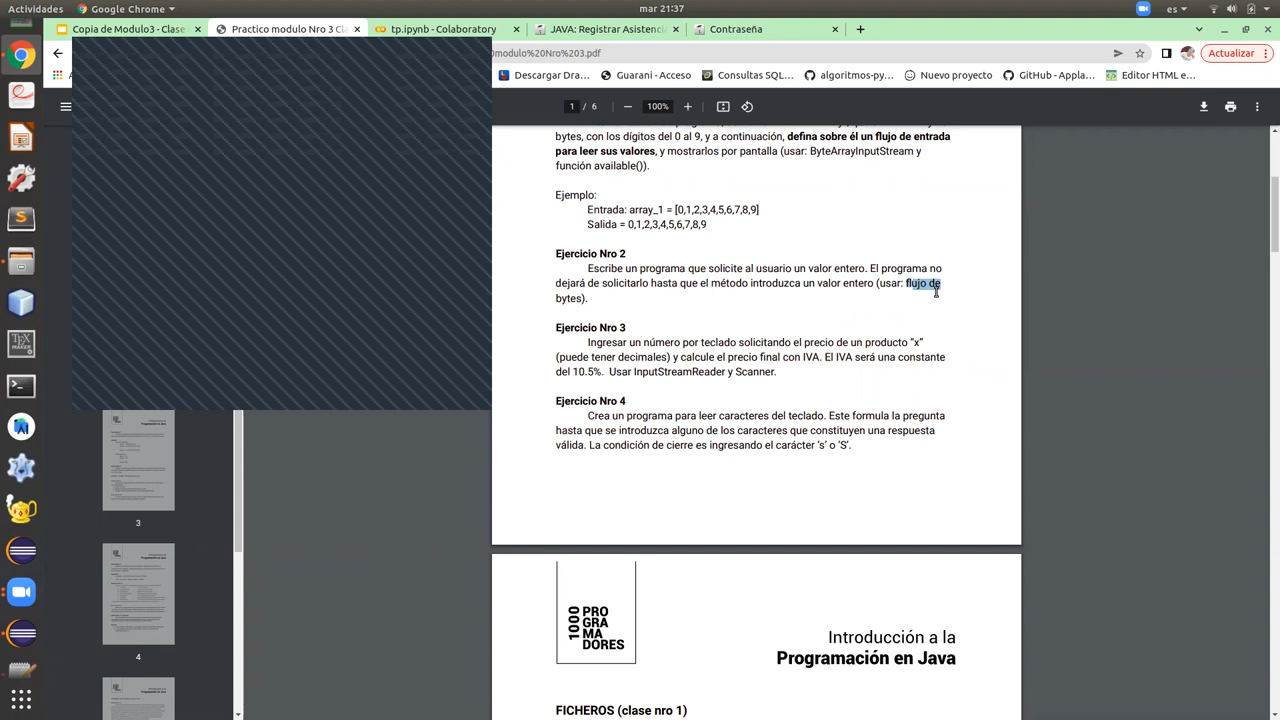 Actividades
Google Chrome
mar 21:37
es
Copia de Modulo3 - Clase
Practico modulo Nro 3 Cla
tp.ipynb - Colaboratory
JAVA: Registrar Asistenci
Contraseña
modulo%20Nro%203.pdf
Actualizar
Descargar Dra...
Guarani - Acceso
Consultas SQL...
algoritmos-py...
Nuevo proyecto
GitHub - Appla...
Editor HTML e...
1 / 6
100%
bytes, con los dígitos del 0 al 9, y a continuación, defina sobre él un flujo de entrada
para leer sus valores, y mostrarlos por pantalla (usar: ByteArrayInputStream y
función available()).
Ejemplo:
Entrada: array_1 = [0,1,2,3,4,5,6,7,8,9]
Salida = 0,1,2,3,4,5,6,7,8,9
Ejercicio Nro 2
Escribe un programa que solicite al usuario un valor entero. El programa no
dejará de solicitarlo hasta que el método introduzca un valor entero (usar: flujo de
bytes).
Ejercicio Nro 3
Ingresar un número por teclado solicitando el precio de un producto “x”
(puede tener decimales) y calcule el precio final con IVA. El IVA será una constante
del 10.5%. Usar InputStreamReader y Scanner.
Ejercicio Nro 4
Crea un programa para leer caracteres del teclado. Este formula la pregunta
hasta que se introduzca alguno de los caracteres que constituyen una respuesta
válida. La condición de cierre es ingresando el carácter ‘s’ o ‘S’.
3
4
1000
PRO
GRA
MA
DORES
Introducción a la
Programación en Java
FICHEROS (clase nro 1)